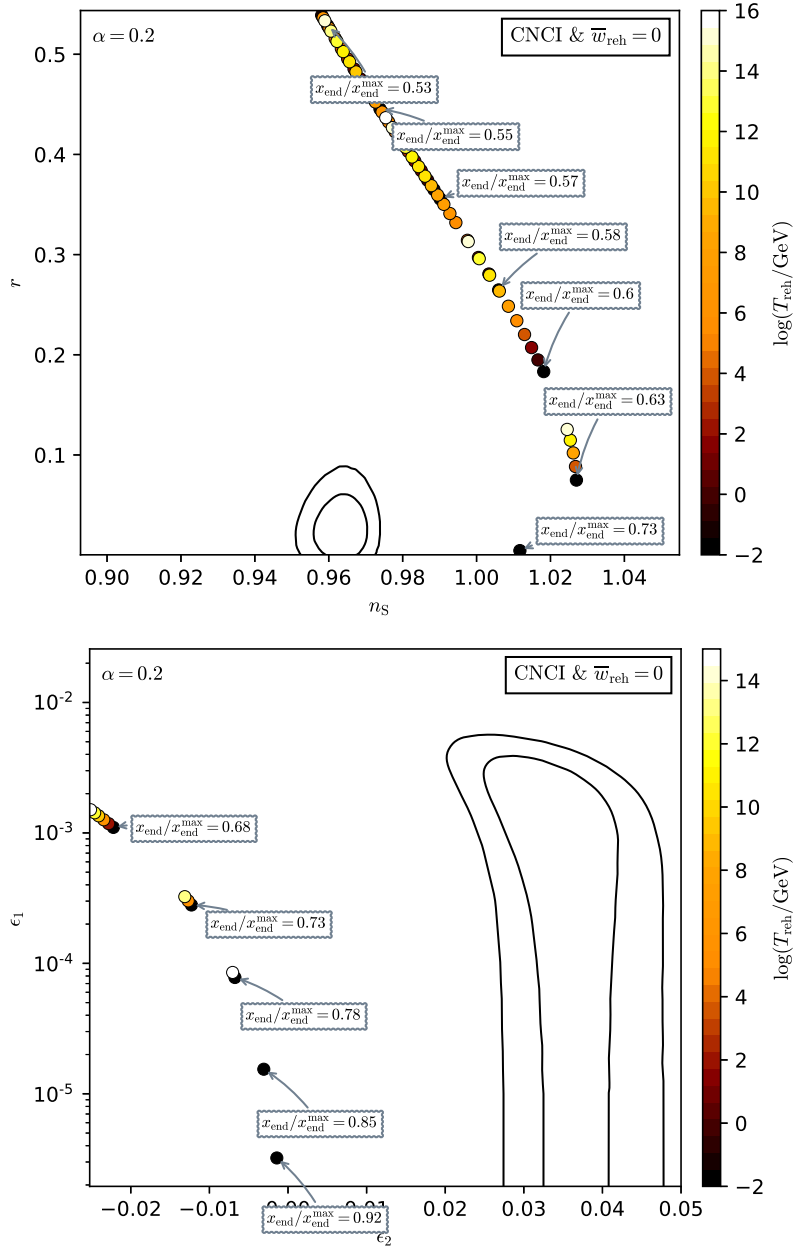 α = 0.2
CNCI & w̅reh = 0
xend/xendmax = 0.53
xend/xendmax = 0.55
xend/xendmax = 0.57
xend/xendmax = 0.58
xend/xendmax = 0.6
xend/xendmax = 0.63
xend/xendmax = 0.73
0.5
0.4
0.3
0.2
0.1
r
0.90 0.92 0.94 0.96 0.98 1.00 1.02 1.04
nS
16
14
12
10
8
6
4
2
0
−2
log(Treh/GeV)
α = 0.2
CNCI & w̅reh = 0
xend/xendmax = 0.68
xend/xendmax = 0.73
xend/xendmax = 0.78
xend/xendmax = 0.85
xend/xendmax = 0.92
10-2
10-3
10-4
10-5
ϵ1
−0.02 −0.01 0.02 0.03 0.04 0.05
ϵ2
14
12
10
8
6
4
2
0
−2
log(Treh/GeV)